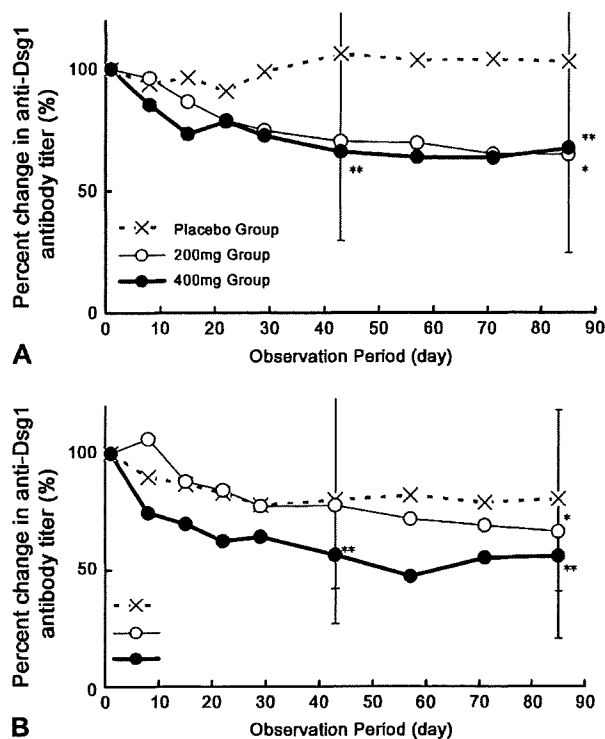 Percent change in anti-Dsg1
antibody titer (%)
100
50
0
**
**
*
Placebo Group
200mg Group
400mg Group
0 10 20 30 40 50 60 70 80 90
A
Observation Period (day)
Percent change in anti-Dsg1
antibody titer (%)
100
50
0
**
*
**
0 10 20 30 40 50 60 70 80 90
B
Observation Period (day)